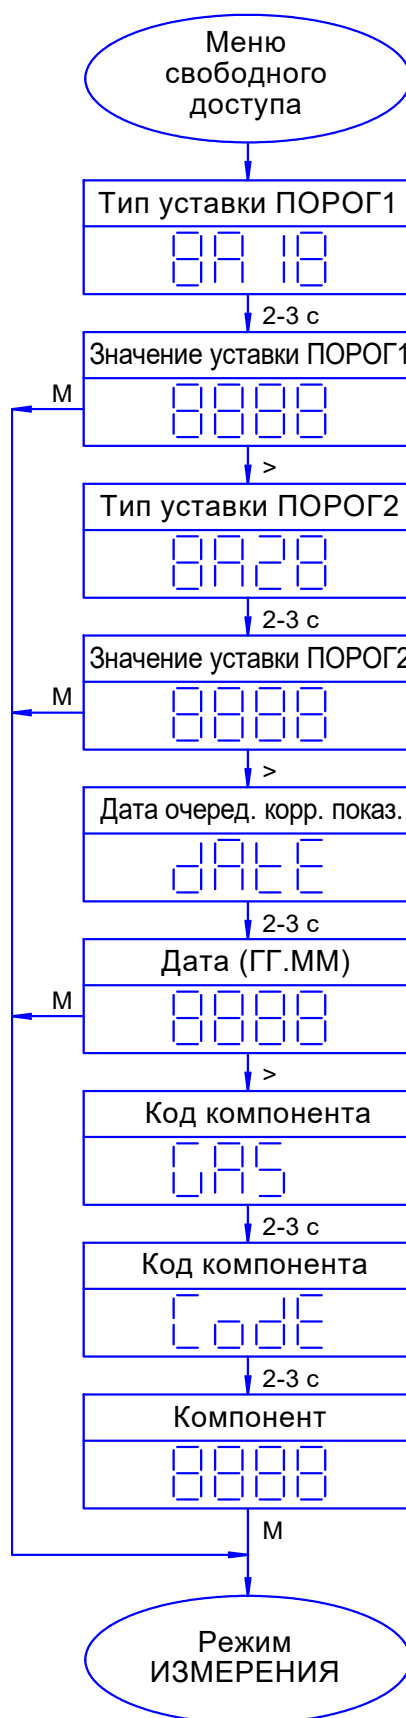 Меню
свободного
доступа
Тип уставки ПОРОГ1
8A 18
2-3 с
Значение уставки ПОРОГ1
М
8888
>
Тип уставки ПОРОГ2
8A28
2-3 с
Значение уставки ПОРОГ2
М
8888
>
Дата очеред. корр. показ.
dAtE
2-3 с
Дата (ГГ.ММ)
М
8888
>
Код компонента
GAS
2-3 с
Код компонента
CodE
2-3 с
Компонент
8888
М
Режим
ИЗМЕРЕНИЯ